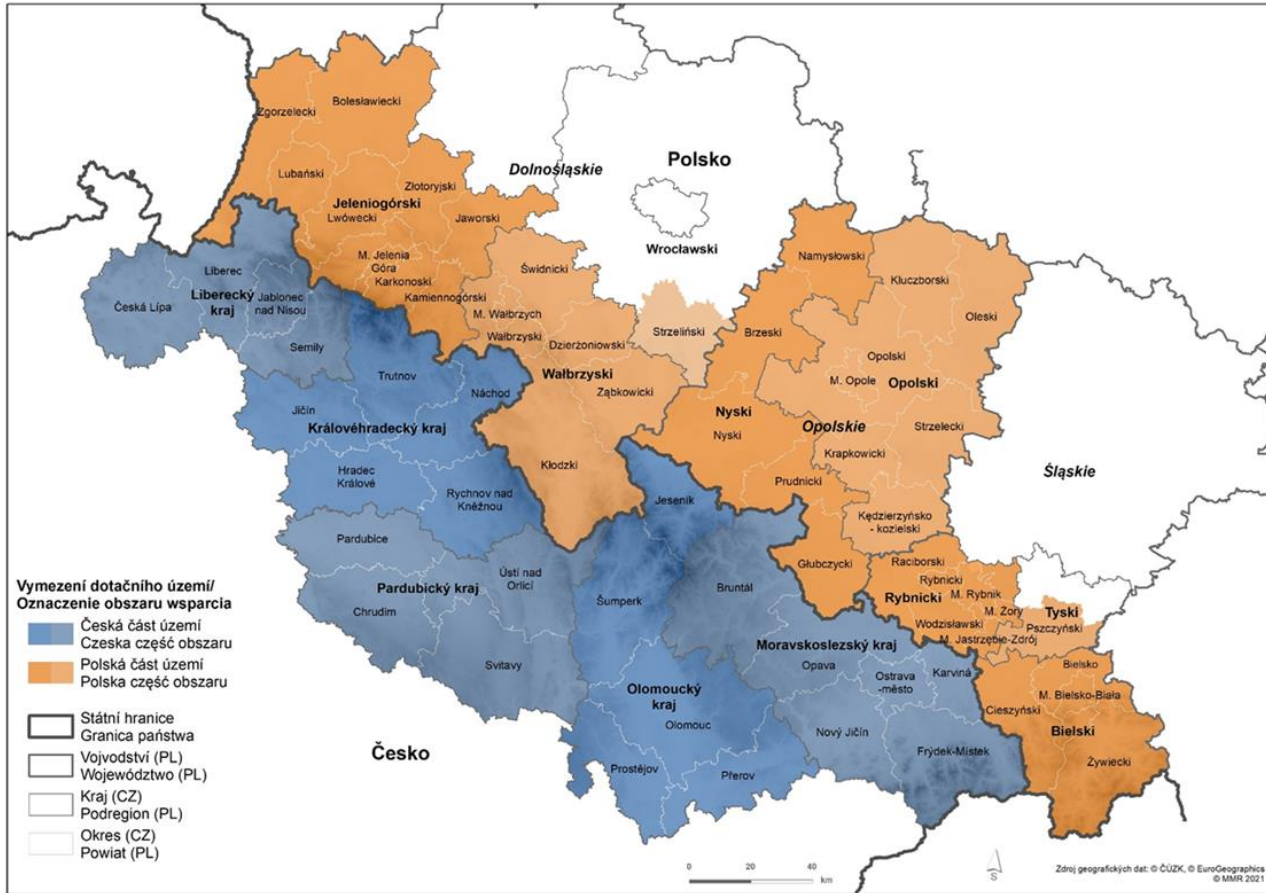 Zgorzelecki
Bolesławiecki
Lubański
Złotoryjski
Jeleniogórski
Lwówecki
Jaworski
M. Jelenia
Góra
Karkonoski
Kamiennogórski
Dolnośląskie
Polsko
Wrocławski
Świdnicki
M. Wałbrzych
Wałbrzyski
Dzierżoniowski
Strzeliński
Wałbrzyski
Ząbkowicki
Kłodzki
Namysłowski
Kluczborski
Oleski
Brzeski
Opolski
M. Opole
Opolski
Nyski
Nyski
Opolskie
Strzelecki
Krapkowicki
Prudnicki
Kędzierzyńsko
- kozielski
Głubczycki
Śląskie
Raciborski
Rybnicki
M. Rybnik
Rybnicki
M. Zory
Wodzisławski
M. Jastrzębie-Zdrój
Tyski
Pszczyński
Bielsko
M. Bielsko-Biała
Cieszyński
Bielski
Żywiecki
Česká Lípa
Liberec
Liberecký
kraj
Jablonec
nad Nisou
Semily
Trutnov
Náchod
Jičín
Královéhradecký kraj
Hradec
Králové
Rychnov nad
Kněžnou
Pardubice
Pardubický kraj
Ústí nad
Orlicí
Chrudim
Svitavy
Jeseník
Šumperk
Olomoucký
kraj
Olomouc
Prostějov
Přerov
Bruntál
Moravskoslezský kraj
Opava
Ostrava
-město
Karviná
Nový Jičín
Frýdek-Místek
Česko
Vymezení dotačního území/
Oznaczenie obszaru wsparcia
Česká část území
Czeska część obszaru
Polská část území
Polska część obszaru
Státní hranice
Granica państwa
Vojvodství (PL)
Województwo (PL)
Kraj (CZ)
Podregion (PL)
Okres (CZ)
Powiat (PL)
0 20 40
km
S
Zdroj geografických dat: © ČÚZK, © EuroGeographics
© MMR 2021